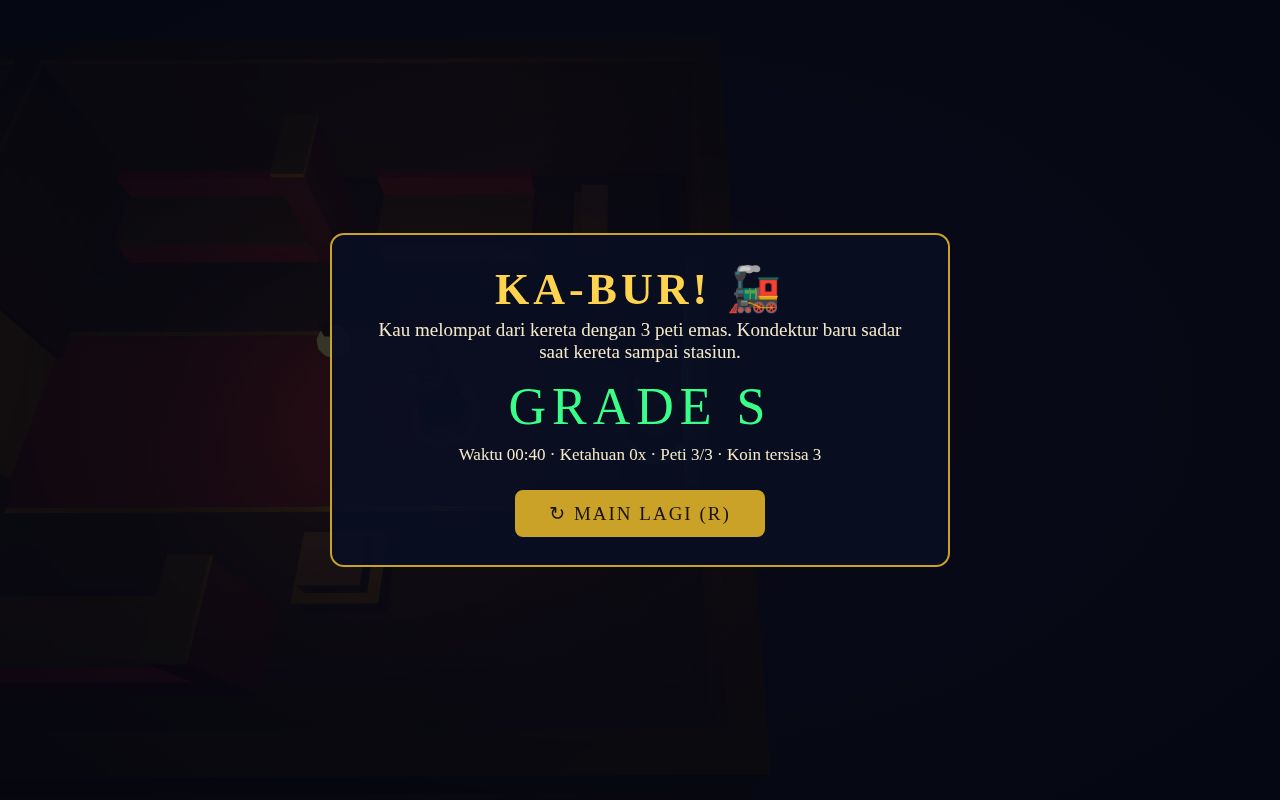 KA-BUR! 🚂
Kau melompat dari kereta dengan 3 peti emas. Kondektur baru sadar
saat kereta sampai stasiun.
GRADE S
Waktu 00:40 · Ketahuan 0x · Peti 3/3 · Koin tersisa 3
↻ MAIN LAGI (R)